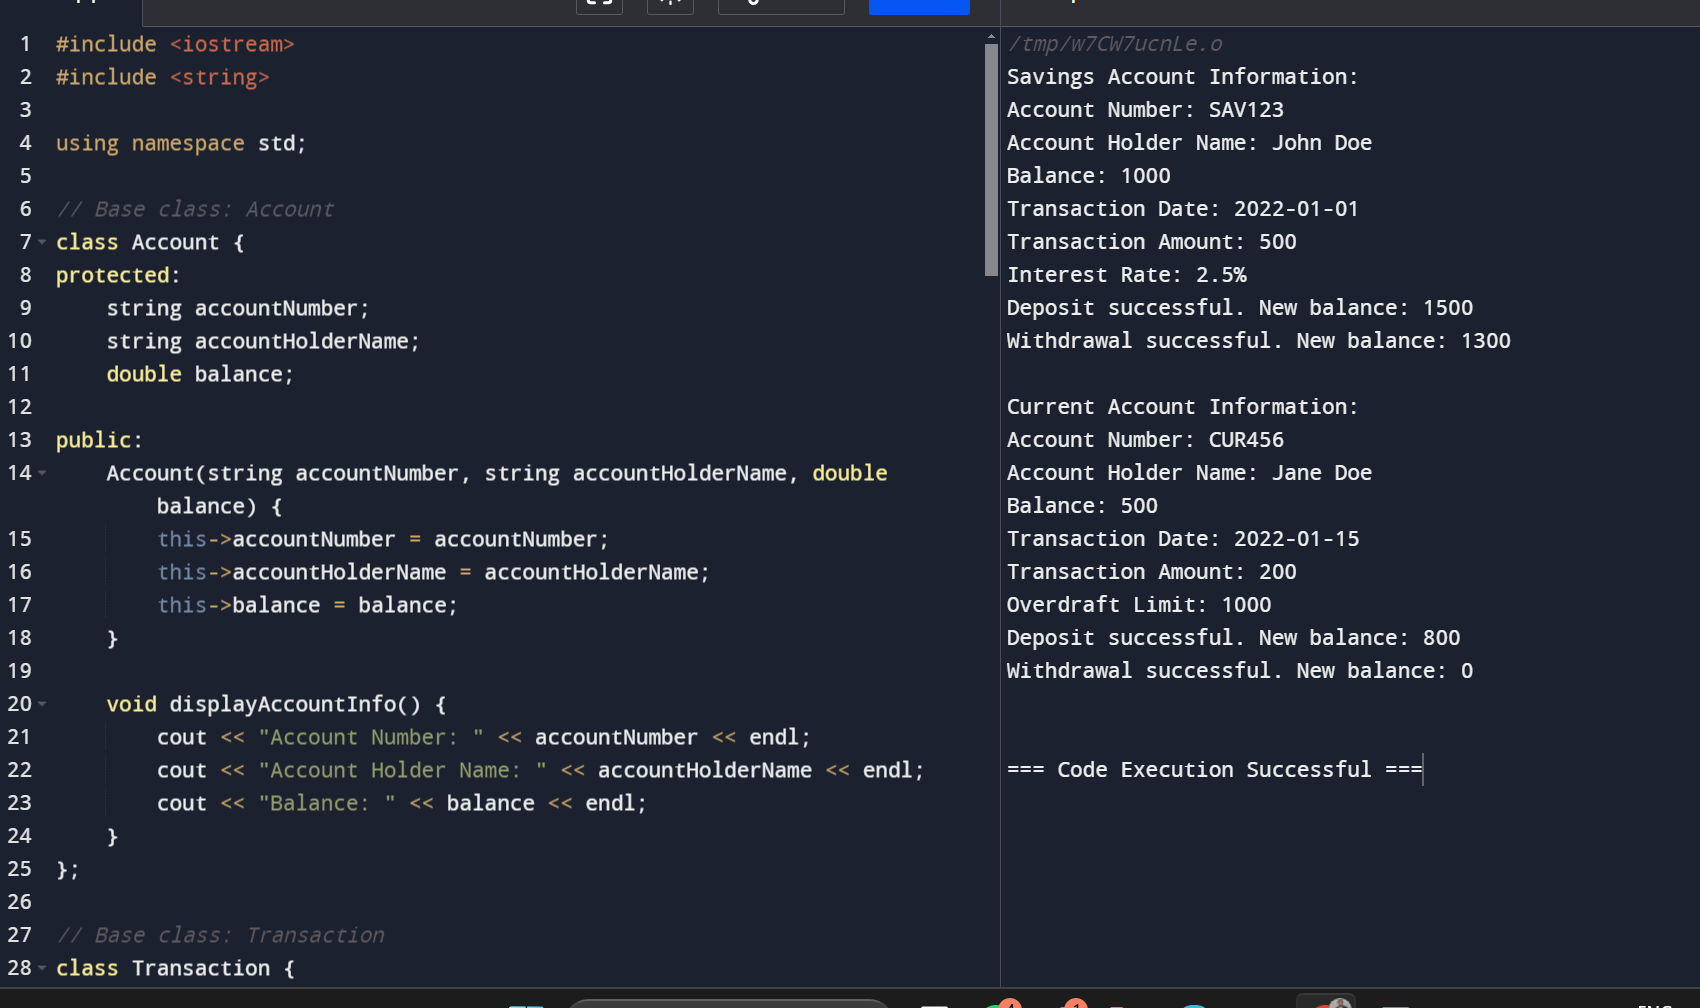 1 #include <iostream>
2 #include <string>
3
4 using namespace std;
5
6 // Base class: Account
7 class Account {
8 protected:
9     string accountNumber;
10     string accountHolderName;
11     double balance;
12
13 public:
14     Account(string accountNumber, string accountHolderName, double
        balance) {
15         this->accountNumber = accountNumber;
16         this->accountHolderName = accountHolderName;
17         this->balance = balance;
18     }
19
20     void displayAccountInfo() {
21         cout << "Account Number: " << accountNumber << endl;
22         cout << "Account Holder Name: " << accountHolderName << endl;
23         cout << "Balance: " << balance << endl;
24     }
25 };
26
27 // Base class: Transaction
28 class Transaction {
/tmp/w7CW7ucnLe.o
Savings Account Information:
Account Number: SAV123
Account Holder Name: John Doe
Balance: 1000
Transaction Date: 2022-01-01
Transaction Amount: 500
Interest Rate: 2.5%
Deposit successful. New balance: 1500
Withdrawal successful. New balance: 1300

Current Account Information:
Account Number: CUR456
Account Holder Name: Jane Doe
Balance: 500
Transaction Date: 2022-01-15
Transaction Amount: 200
Overdraft Limit: 1000
Deposit successful. New balance: 800
Withdrawal successful. New balance: 0

=== Code Execution Successful ===